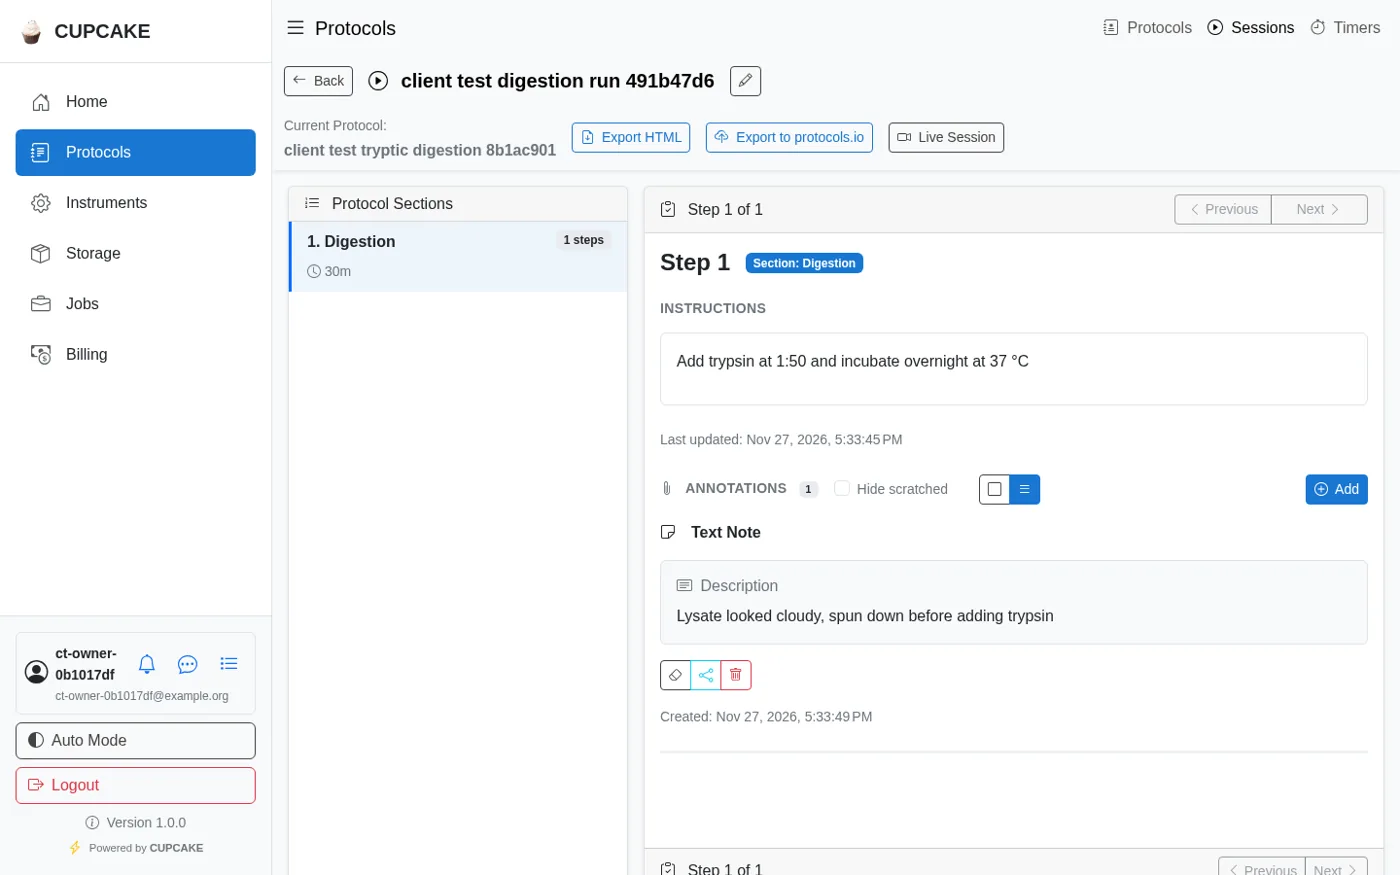 CUPCAKE
Home
Protocols
Instruments
Storage
Jobs
Billing
ct-owner-
0b1017df
ct-owner-0b1017df@example.org
Auto Mode
Logout
Version 1.0.0
Powered by CUPCAKE
Protocols
Protocols
Sessions
Timers
Back
client test digestion run 491b47d6
Current Protocol:
client test tryptic digestion 8b1ac901
Export HTML
Export to protocols.io
Live Session
Protocol Sections
1. Digestion
1 steps
30m
Step 1 of 1
Previous
Next
Step 1
Section: Digestion
INSTRUCTIONS
Add trypsin at 1:50 and incubate overnight at 37 °C
Last updated: Nov 27, 2026, 5:33:45 PM
ANNOTATIONS
1
Hide scratched
Add
Text Note
Description
Lysate looked cloudy, spun down before adding trypsin
Created: Nov 27, 2026, 5:33:49 PM
Step 1 of 1
Previous
Next